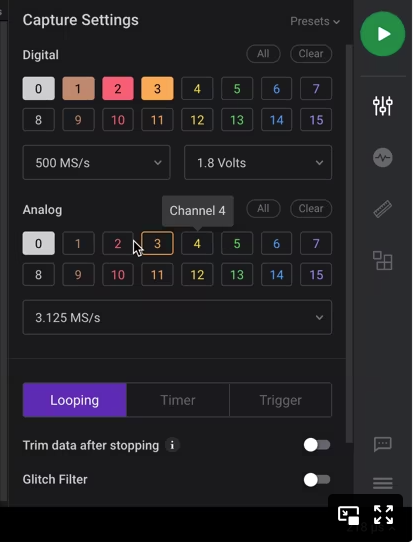 Capture Settings Presets
Digital All Clear
0 1 2 3 4 5 6 7
8 9 10 11 12 13 14 15
500 MS/s 1.8 Volts
Channel 4
Analog All Clear
0 1 2 3 4 5 6 7
8 9 10 11 12 13 14 15
3.125 MS/s
Looping Timer Trigger
Trim data after stopping i
Glitch Filter